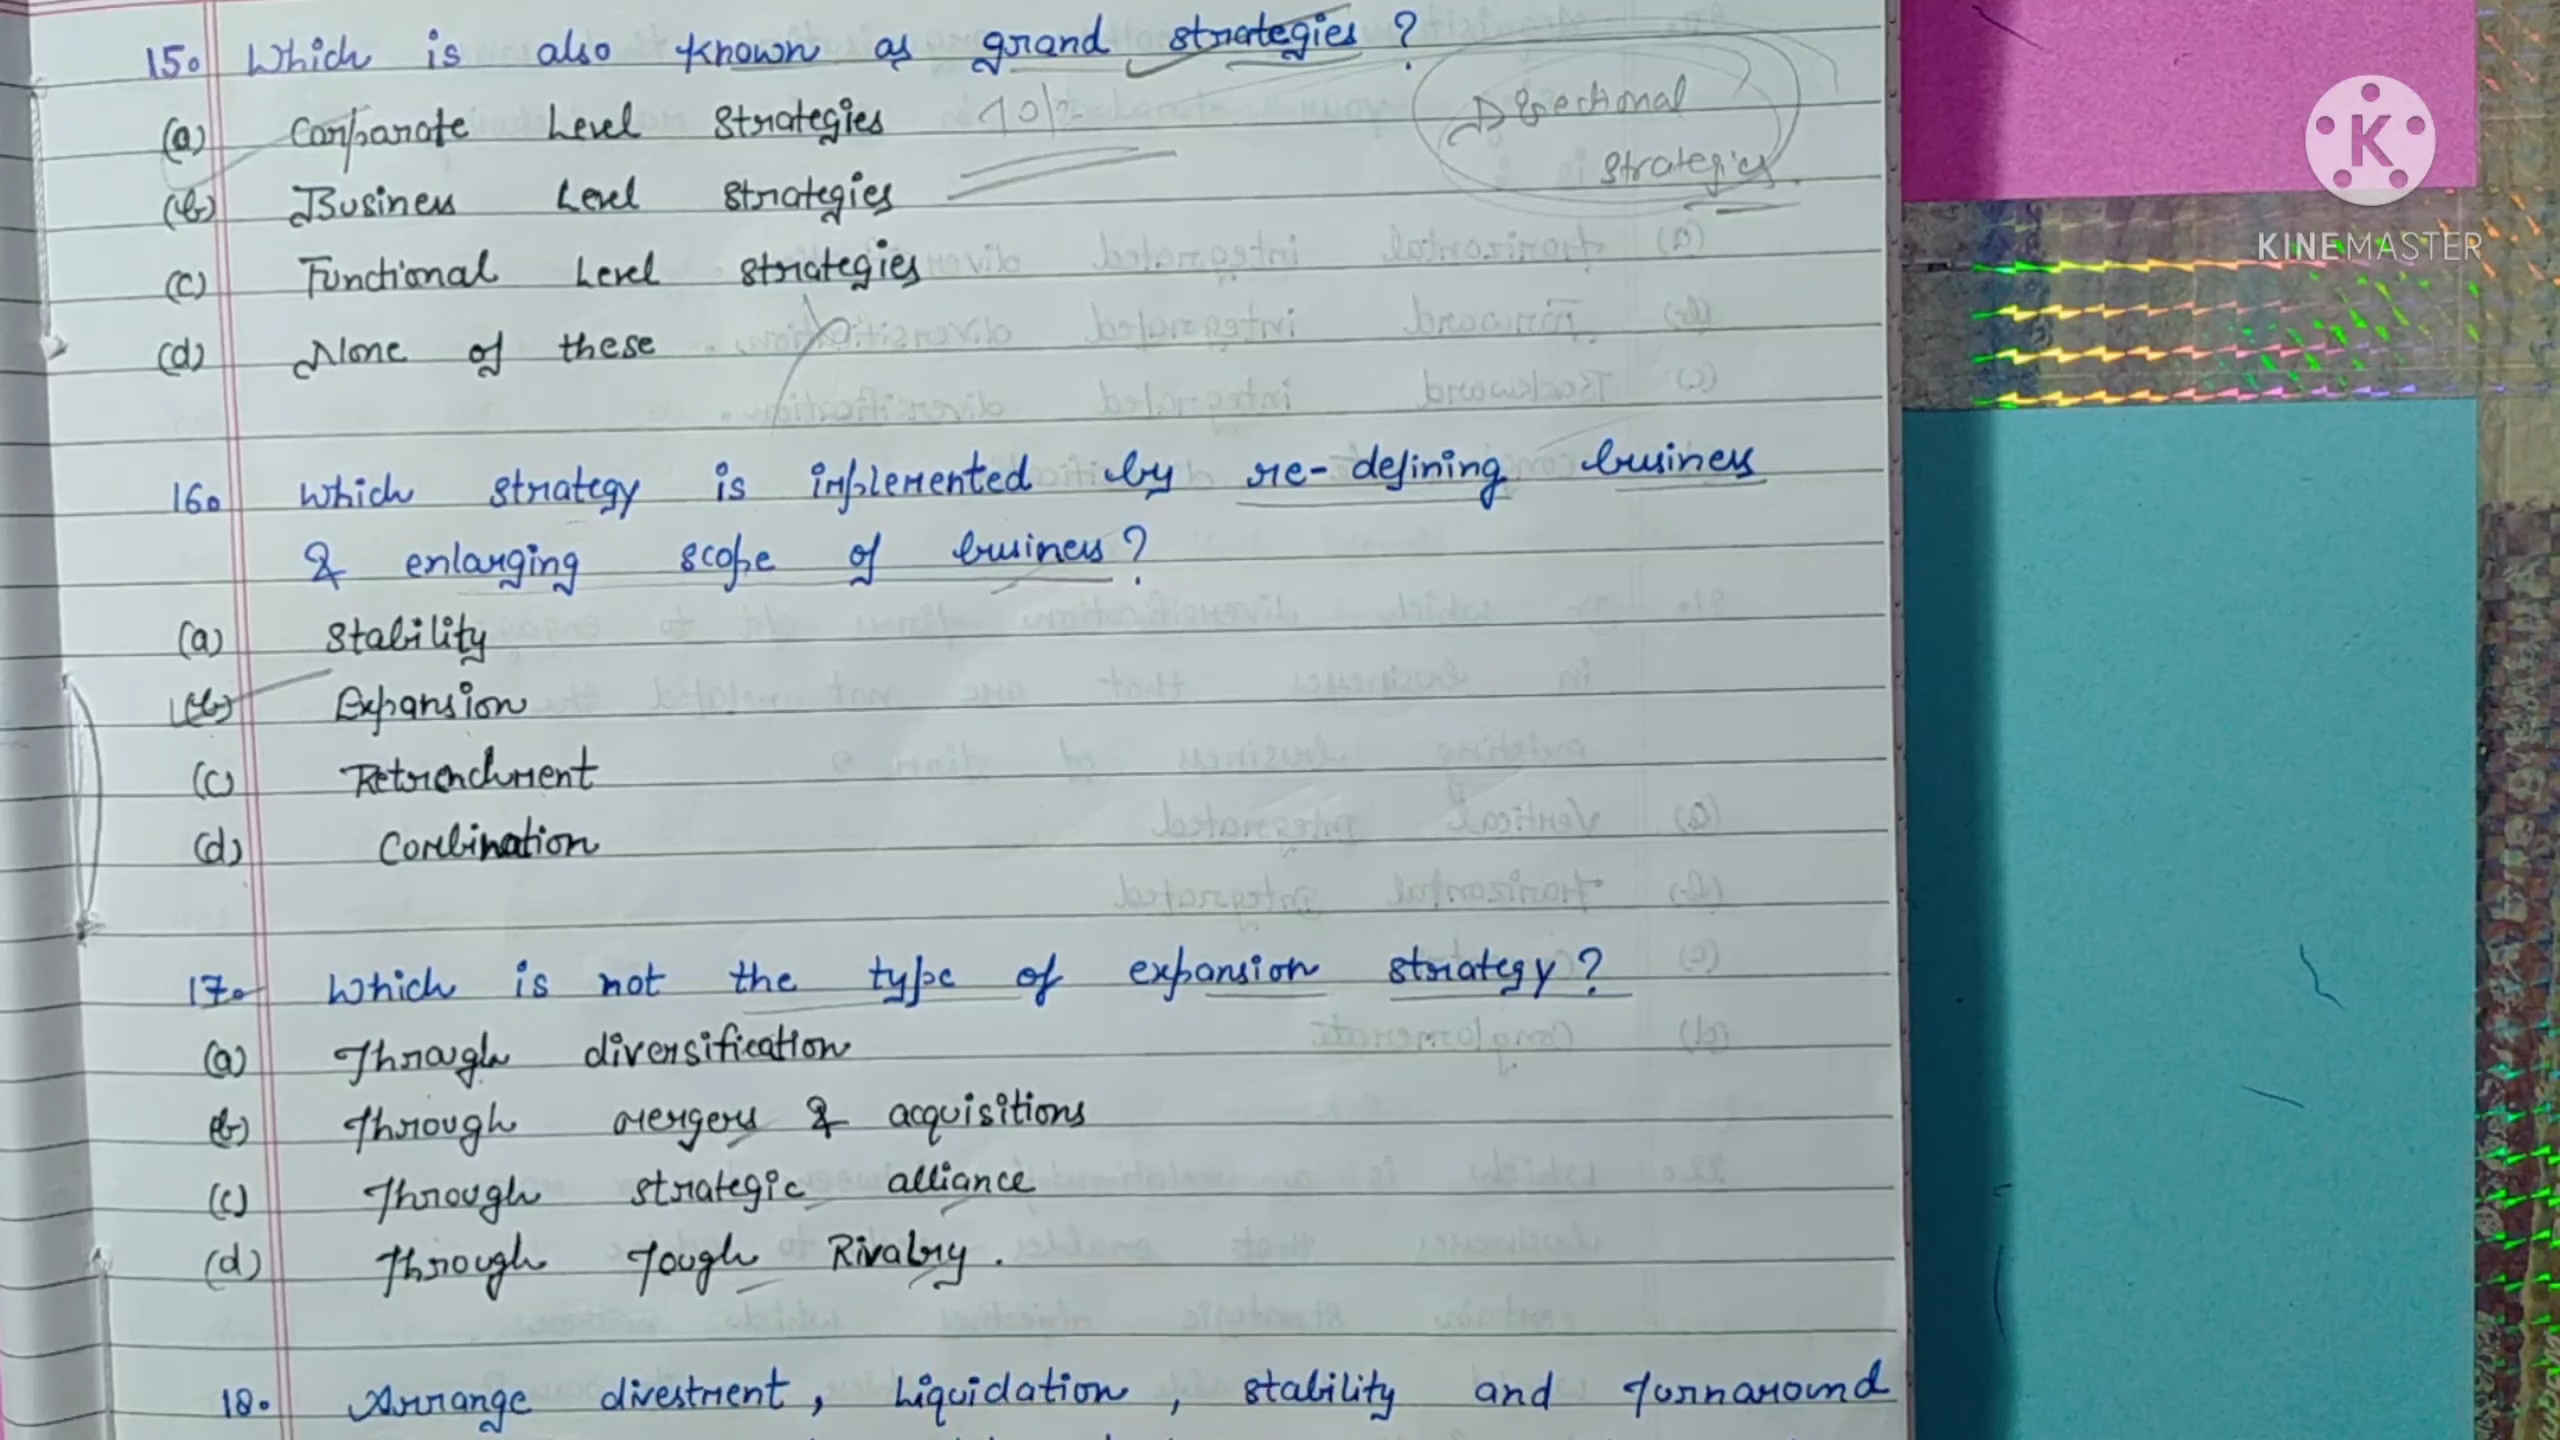 15. Which is also known as grand strategies?
(a) Corporate Level Strategies
Directional
Strategies
(b) Business Level Strategies
(c) Functional Level Strategies
(d) None of these
16. Which strategy is implemented by re-defining business
& enlarging scope of business?
(a) Stability
(b) Expansion
(c) Retrenchment
(d) Combination
17. Which is not the type of expansion strategy?
(a) Through diversification
(b) Through mergers & acquisitions
(c) Through strategic alliance
(d) Through Tough Rivalry.
18. Arrange divestment, Liquidation, stability and Turnaround
K
KINEMASTER